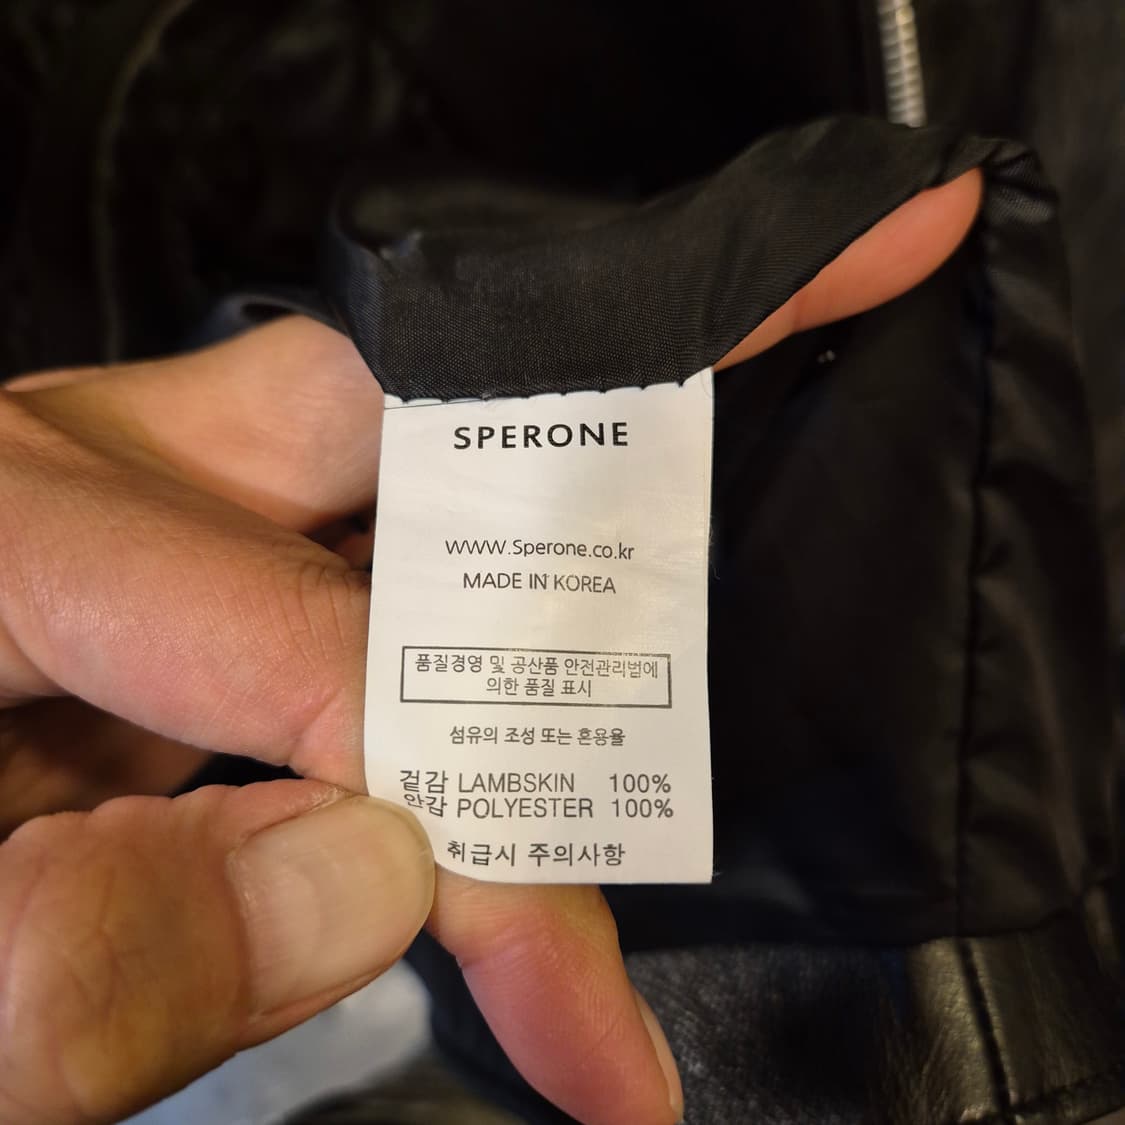 SPERONE
www.Sperone.co.kr
MADE IN KOREA
품질경영 및 공산품 안전관리법에
의한 품질 표시
섬유의 조성 또는 혼용율
겉감 LAMBSKIN 100%
안감 POLYESTER 100%
취급시 주의사항